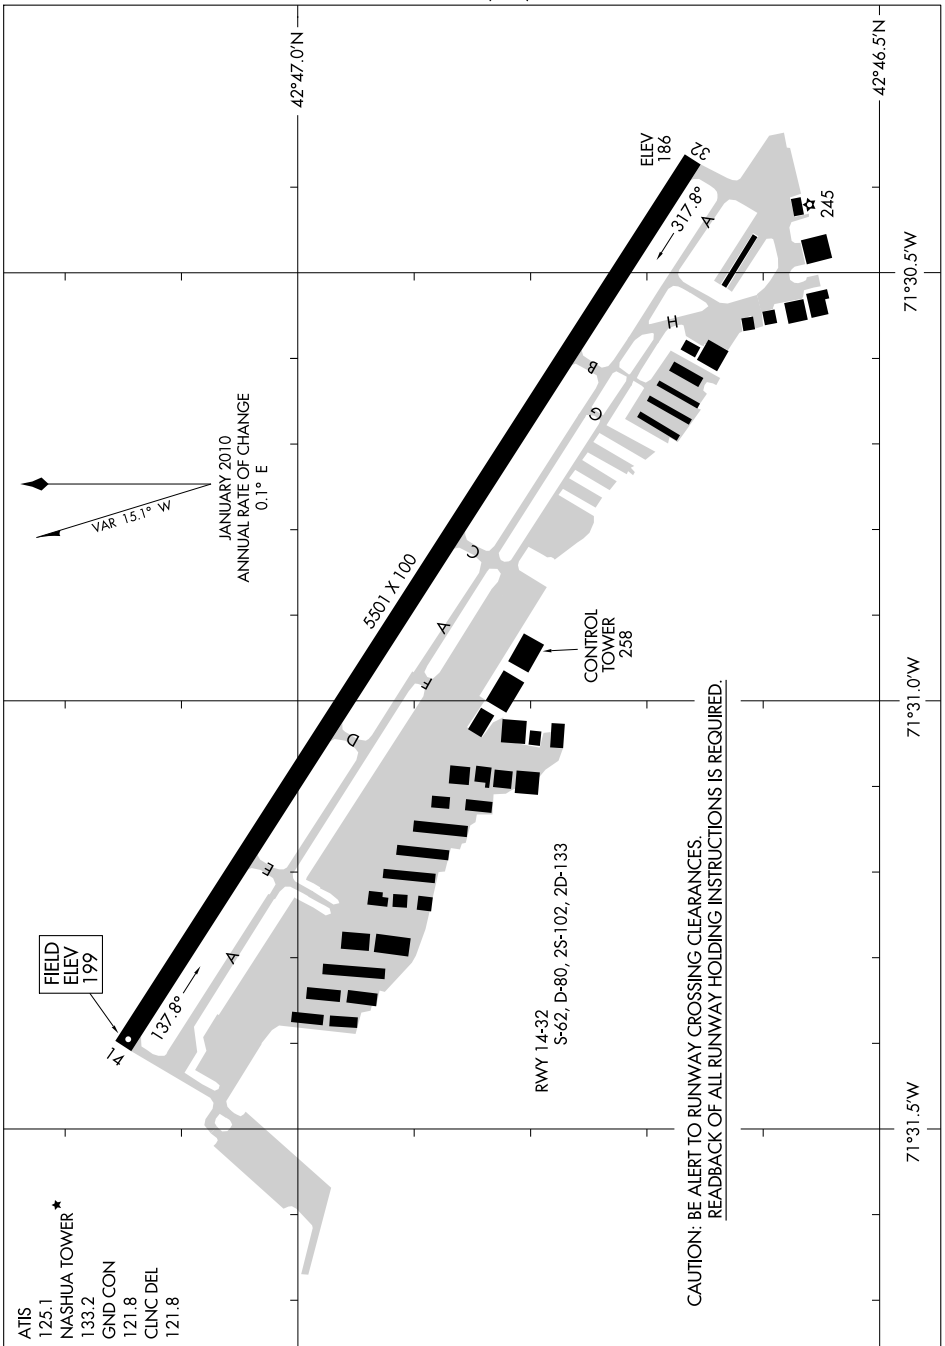 ATIS
125.1
NASHUA TOWER★
133.2
GND CON
121.8
CLNC DEL
121.8
FIELD
ELEV
199
14
137.8°
VAR 15.1° W
JANUARY 2010
ANNUAL RATE OF CHANGE
0.1° E
42°47.0'N
42°46.5'N
ELEV
186
32
317.8°
A
245
H
B
G
C
5501 X 100
A
F
D
E
A
CONTROL
TOWER
258
RWY 14-32
S-62, D-80, 2S-102, 2D-133
CAUTION: BE ALERT TO RUNWAY CROSSING CLEARANCES.
READBACK OF ALL RUNWAY HOLDING INSTRUCTIONS IS REQUIRED.
71°31.5'W
71°31.0'W
71°30.5'W